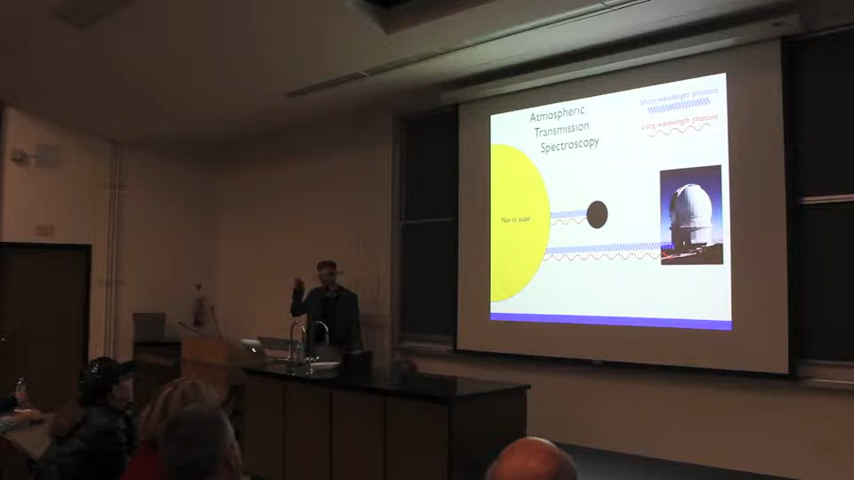 Atmospheric
Transmission
Spectroscopy
Short wavelength photons
Long wavelength photons
Not to scale!